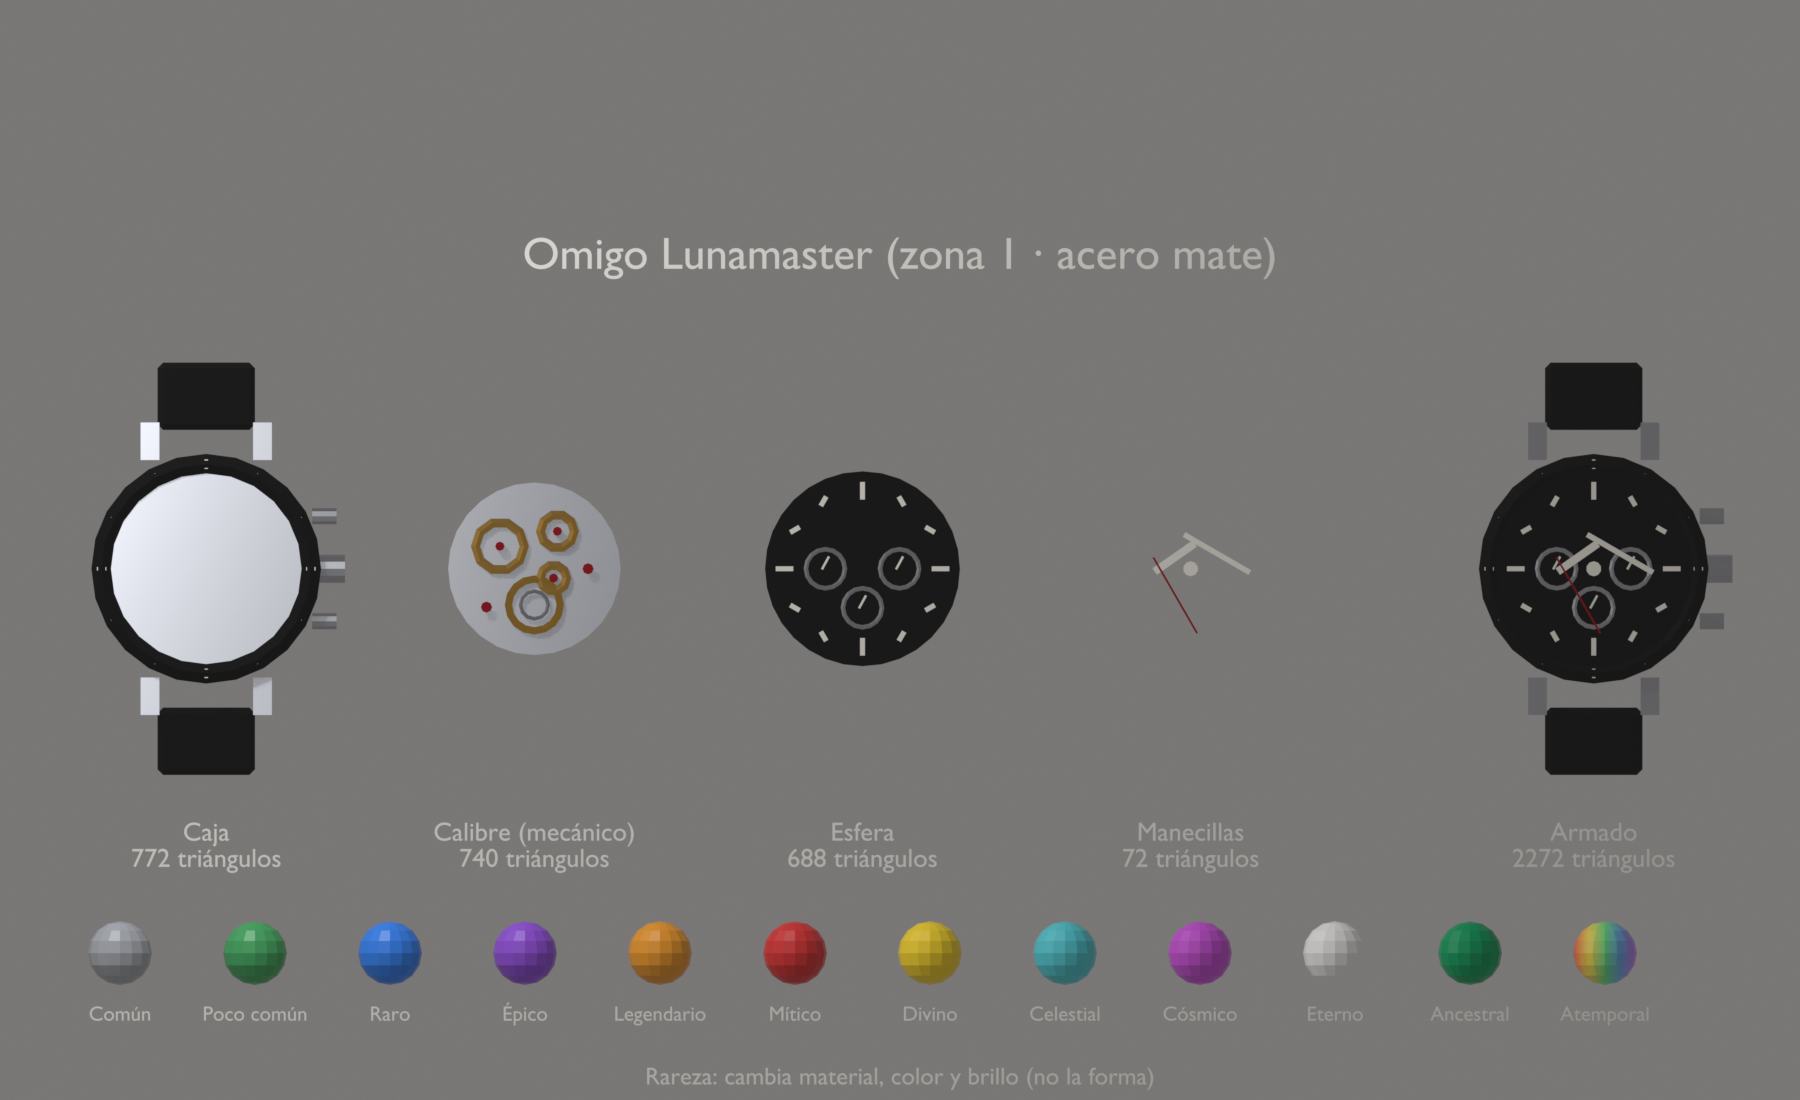 Omigo Lunamaster (zona 1 · acero mate)
Caja
772 triángulos
Calibre (mecánico)
740 triángulos
Esfera
688 triángulos
Manecillas
72 triángulos
Armado
2272 triángulos
Común
Poco común
Raro
Épico
Legendario
Mítico
Divino
Celestial
Cósmico
Eterno
Ancestral
Atemporal
Rareza: cambia material, color y brillo (no la forma)